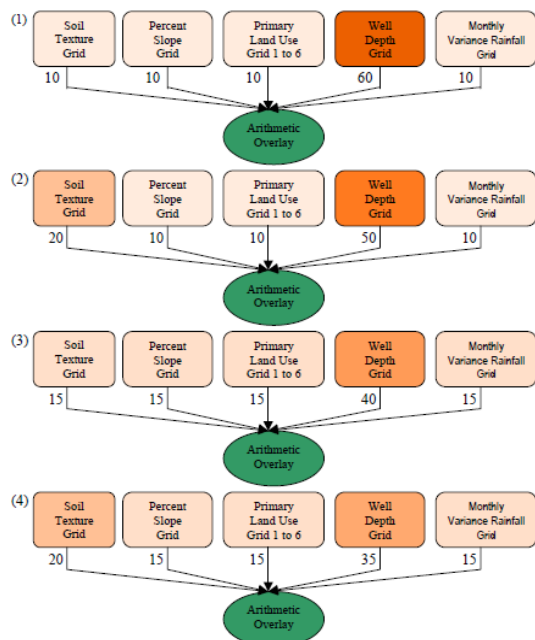 (1)
Soil
Texture
Grid
Percent
Slope
Grid
Primary
Land Use
Grid 1 to 6
Well
Depth
Grid
Monthly
Variance Rainfall
Grid
10
10
10
60
10
Arithmetic
Overlay
(2)
Soil
Texture
Grid
Percent
Slope
Grid
Primary
Land Use
Grid 1 to 6
Well
Depth
Grid
Monthly
Variance Rainfall
Grid
20
10
10
50
10
Arithmetic
Overlay
(3)
Soil
Texture
Grid
Percent
Slope
Grid
Primary
Land Use
Grid 1 to 6
Well
Depth
Grid
Monthly
Variance Rainfall
Grid
15
15
15
40
15
Arithmetic
Overlay
(4)
Soil
Texture
Grid
Percent
Slope
Grid
Primary
Land Use
Grid 1 to 6
Well
Depth
Grid
Monthly
Variance Rainfall
Grid
20
15
15
35
15
Arithmetic
Overlay